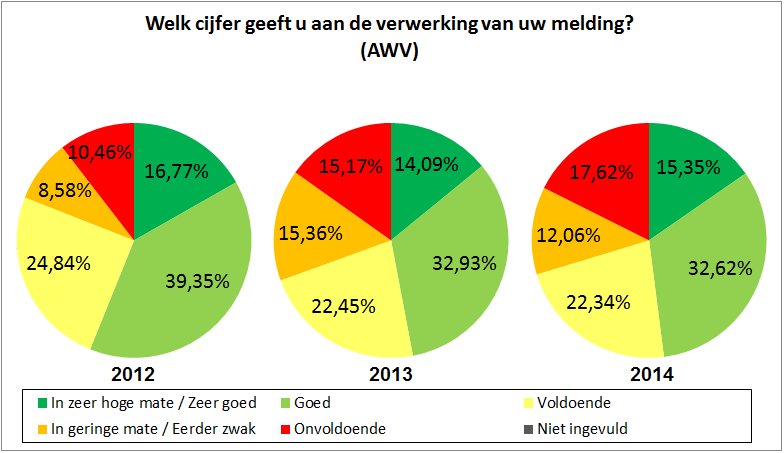 Welk cijfer geeft u aan de verwerking van uw melding?
(AWV)
10,46%
16,77%
8,58%
24,84%
39,35%
2012
15,17%
14,09%
15,36%
32,93%
22,45%
2013
17,62%
15,35%
12,06%
32,62%
22,34%
2014
In zeer hoge mate / Zeer goed
Goed
Voldoende
In geringe mate / Eerder zwak
Onvoldoende
Niet ingevuld